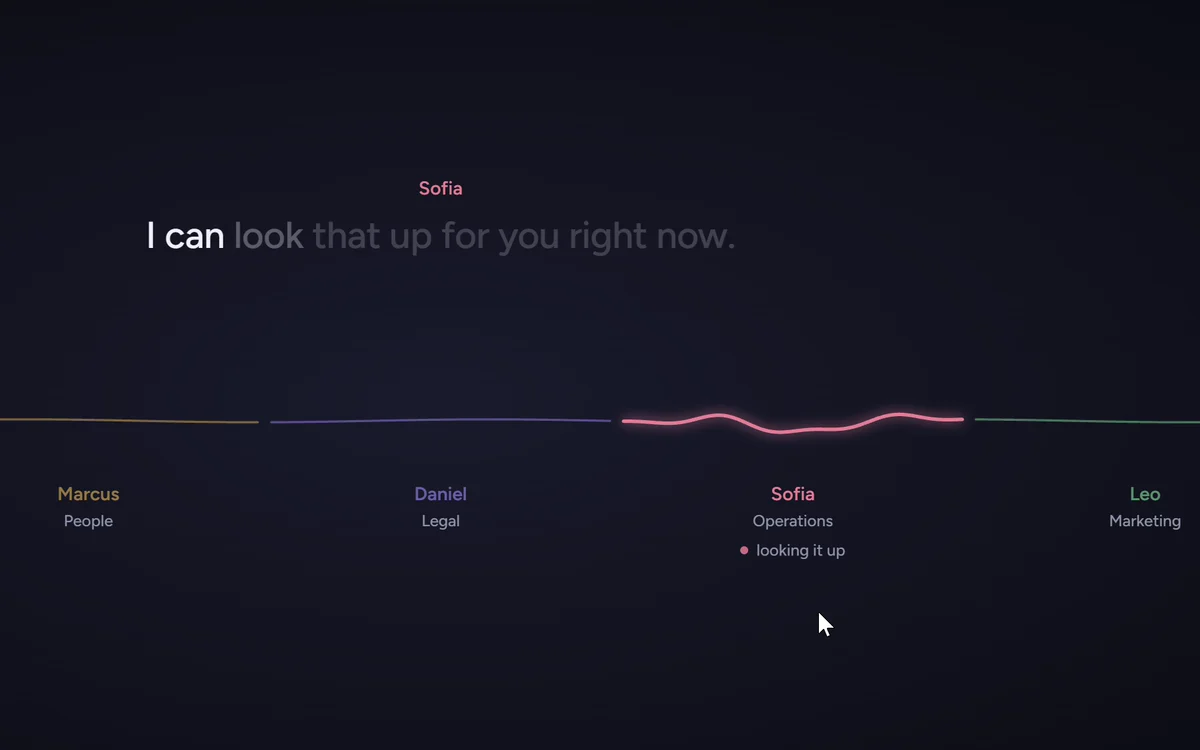 Sofia
I can look that up for you right now.
Marcus
People
Daniel
Legal
Sofia
Operations
looking it up
Leo
Marketing